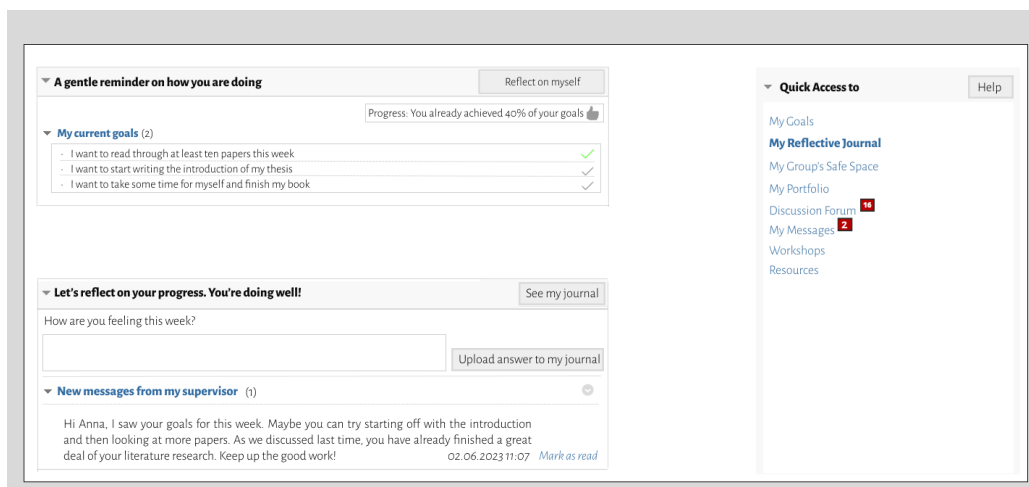 A gentle reminder on how you are doing
Reflect on myself
Progress: You already achieved 40% of your goals
My current goals (2)
· I want to read through at least ten papers this week
· I want to start writing the introduction of my thesis
· I want to take some time for myself and finish my book
Let's reflect on your progress. You're doing well!
See my journal
How are you feeling this week?
Upload answer to my journal
New messages from my supervisor (1)
Hi Anna, I saw your goals for this week. Maybe you can try starting off with the introduction
and then looking at more papers. As we discussed last time, you have already finished a great
deal of your literature research. Keep up the good work!
02.06.2023 11:07 Mark as read
Quick Access to
Help
My Goals
My Reflective Journal
My Group's Safe Space
My Portfolio
Discussion Forum 16
My Messages 2
Workshops
Resources